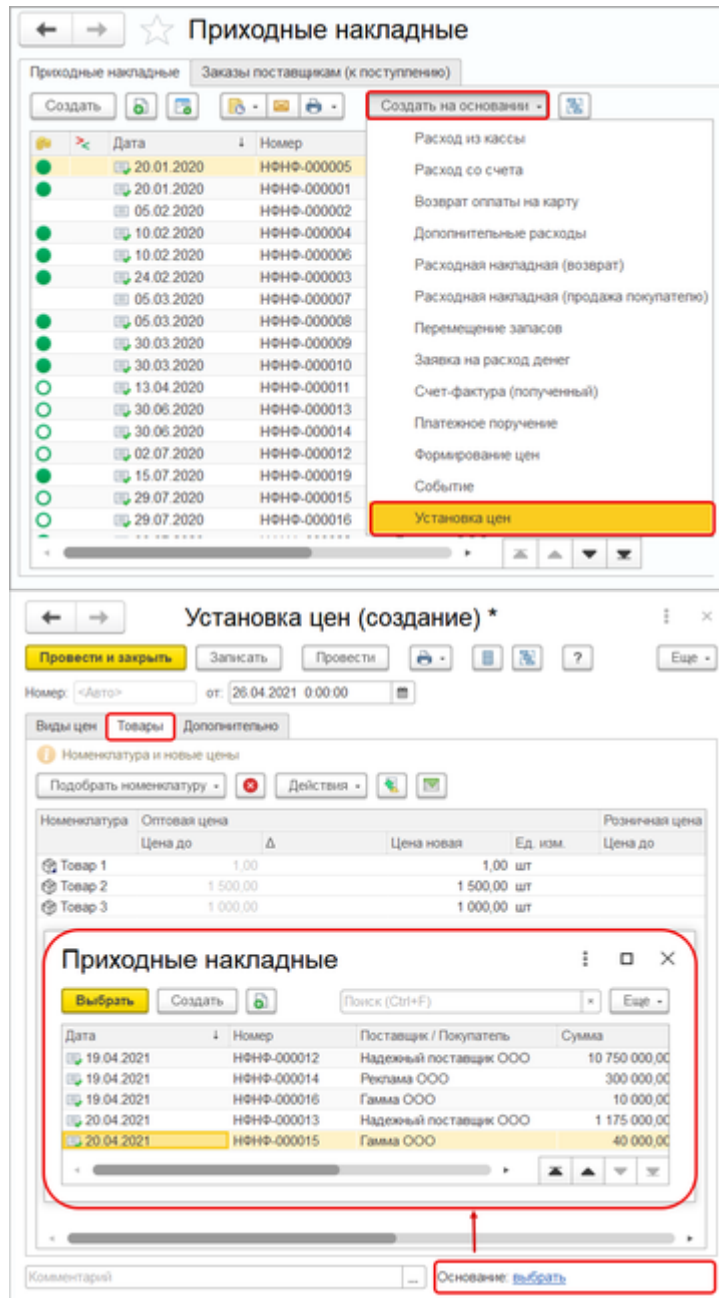 Приходные накладные
Приходные накладные Заказы поставщикам (к поступлению)
Создать Создать на основании
Дата ↓ Номер
20.01.2020 НФНФ-000005
20.01.2020 НФНФ-000001
05.02.2020 НФНФ-000002
10.02.2020 НФНФ-000004
10.02.2020 НФНФ-000006
24.02.2020 НФНФ-000003
05.03.2020 НФНФ-000007
05.03.2020 НФНФ-000008
30.03.2020 НФНФ-000009
30.03.2020 НФНФ-000010
13.04.2020 НФНФ-000011
30.06.2020 НФНФ-000013
30.06.2020 НФНФ-000014
02.07.2020 НФНФ-000012
15.07.2020 НФНФ-000019
29.07.2020 НФНФ-000015
29.07.2020 НФНФ-000016
Расход из кассы
Расход со счета
Возврат оплаты на карту
Дополнительные расходы
Расходная накладная (возврат)
Расходная накладная (продажа покупателю)
Перемещение запасов
Заявка на расход денег
Счет-фактура (полученный)
Платежное поручение
Формирование цен
Событие
Установка цен
Установка цен (создание) *
Провести и закрыть Записать Провести ? Еще
Номер: <Авто> от: 26.04.2021 0:00:00
Виды цен Товары Дополнительно
Номенклатура и новые цены
Подобрать номенклатуру Действия
Номенклатура Оптовая цена Розничная цена
Цена до Δ Цена новая Ед. изм. Цена до
Товар 1 1,00 1,00 шт
Товар 2 1 500,00 1 500,00 шт
Товар 3 1 000,00 1 000,00 шт
Приходные накладные
Выбрать Создать Поиск (Ctrl+F) × Еще
Дата ↓ Номер Поставщик / Покупатель Сумма
19.04.2021 НФНФ-000012 Надежный поставщик ООО 10 750 000,00
19.04.2021 НФНФ-000014 Реклама ООО 300 000,00
19.04.2021 НФНФ-000016 Гамма ООО 10 000,00
20.04.2021 НФНФ-000013 Надежный поставщик ООО 1 175 000,00
20.04.2021 НФНФ-000015 Гамма ООО 40 000,00
Комментарий ... Основание: выбрать